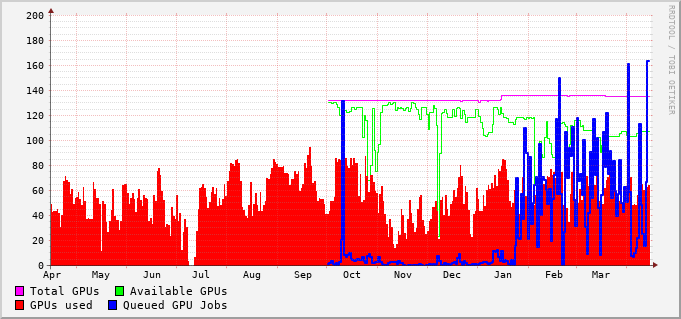 200
180
160
140
120
100
80
60
40
20
0
Apr May Jun Jul Aug Sep Oct Nov Dec Jan Feb Mar
Total GPUs Available GPUs
GPUs used Queued GPU Jobs
RRDTOOL / TOBI OETIKER